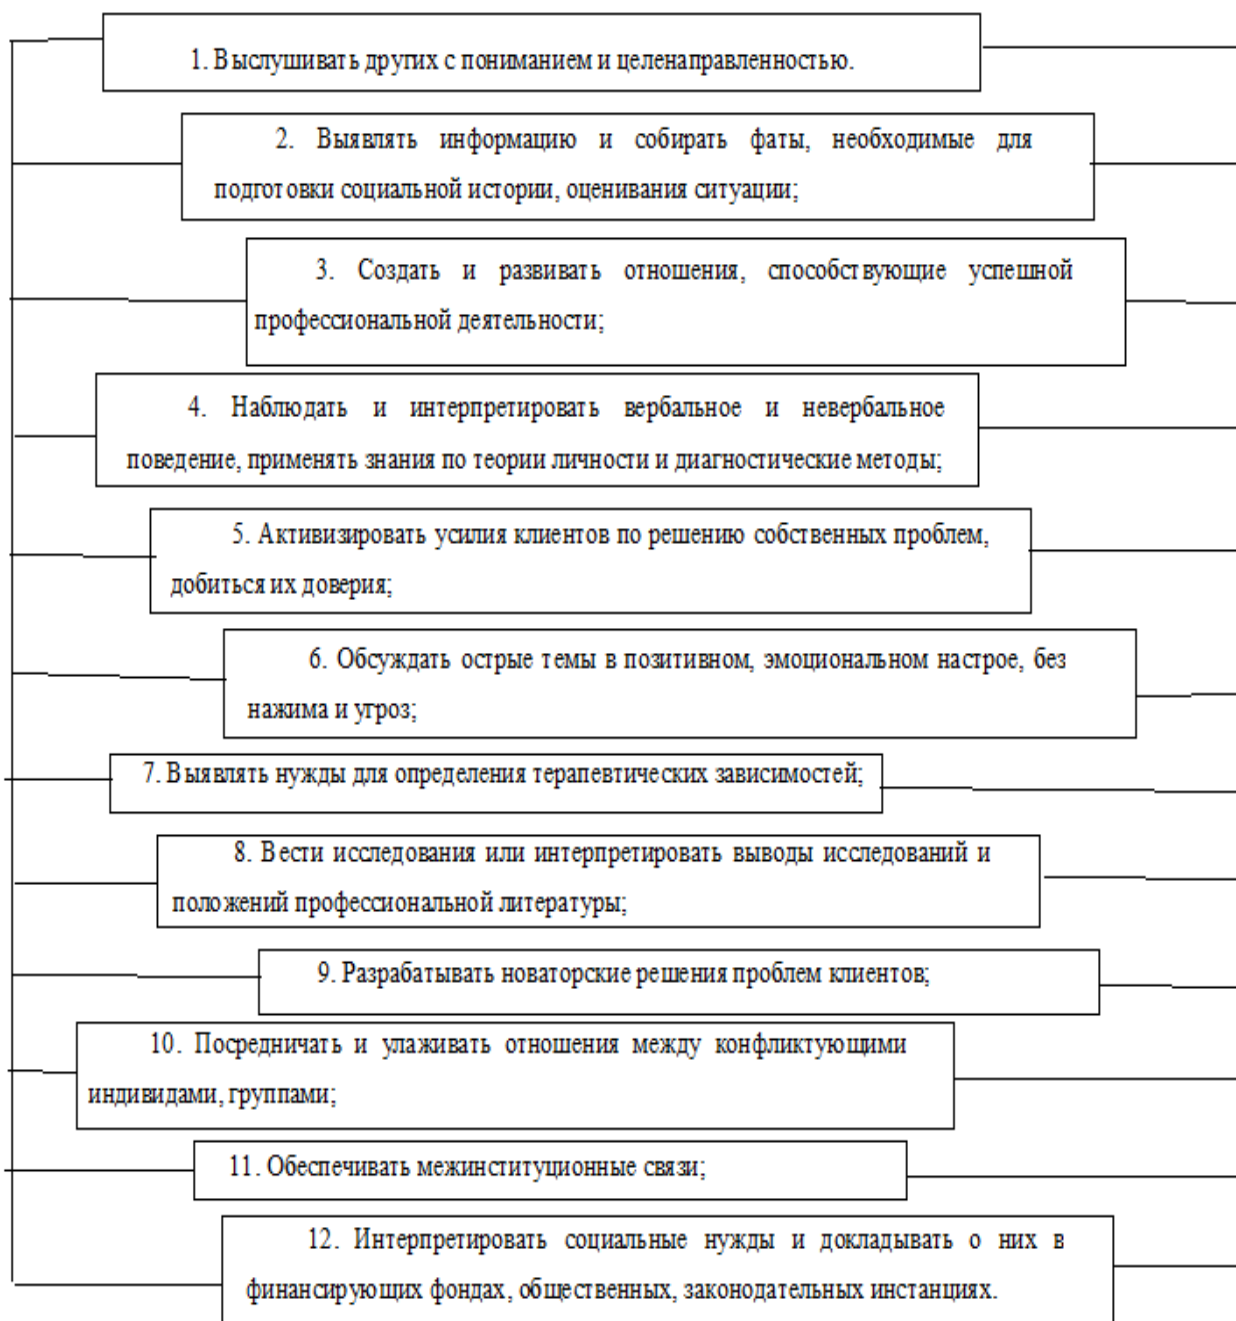 1. Выслушивать других с пониманием и целенаправленностью.
2. Выявлять информацию и собирать фаты, необходимые для
подготовки социальной истории, оценивания ситуации;
3. Создать и развивать отношения, способствующие успешной
профессиональной деятельности;
4. Наблюдать и интерпретировать вербальное и невербальное
поведение, применять знания по теории личности и диагностические методы;
5. Активизировать усилия клиентов по решению собственных проблем,
добиться их доверия;
6. Обсуждать острые темы в позитивном, эмоциональном настрое, без
нажима и угроз;
7. Выявлять нужды для определения терапевтических зависимостей;
8. Вести исследования или интерпретировать выводы исследований и
положений профессиональной литературы;
9. Разрабатывать новаторские решения проблем клиентов;
10. Посредничать и улаживать отношения между конфликтующими
индивидами, группами;
11. Обеспечивать межинституционные связи;
12. Интерпретировать социальные нужды и докладывать о них в
финансирующих фондах, общественных, законодательных инстанциях.